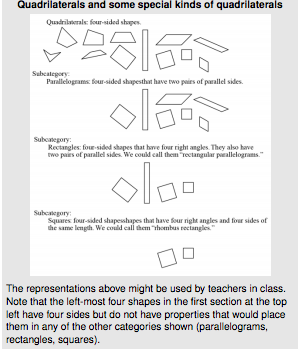 Quadrilaterals and some special kinds of quadrilaterals
Quadrilaterals: four-sided shapes.
Subcategory:
Parallelograms: four-sided shapesthat have two pairs of parallel sides.
Subcategory:
Rectangles: four-sided shapes that have four right angles. They also have
two pairs of parallel sides. We could call them "rectangular parallelograms."
Subcategory:
Squares: four-sided shapesshapes that have four right angles and four sides of
the same length. We could call them "rhombus rectangles."
The representations above might be used by teachers in class.
Note that the left-most four shapes in the first section at the top
left have four sides but do not have properties that would place
them in any of the other categories shown (parallelograms,
rectangles, squares).